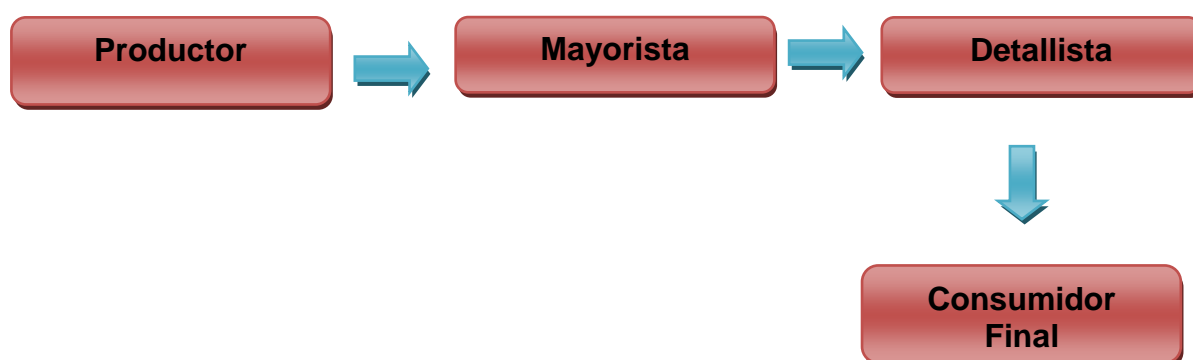 Productor
Mayorista
Detallista
Consumidor
Final